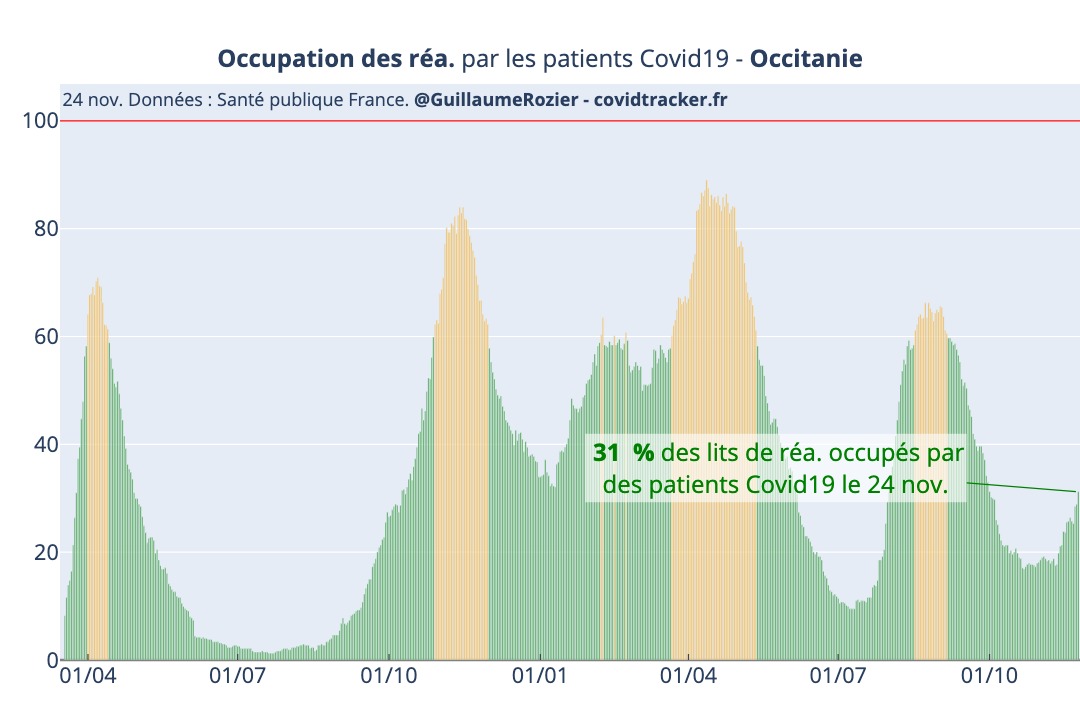 Occupation des réa. par les patients Covid19 - Occitanie
24 nov. Données : Santé publique France. @GuillaumeRozier - covidtracker.fr
100
80
60
40
20
0
31 % des lits de réa. occupés par
des patients Covid19 le 24 nov.
01/04 01/07 01/10 01/01 01/04 01/07 01/10